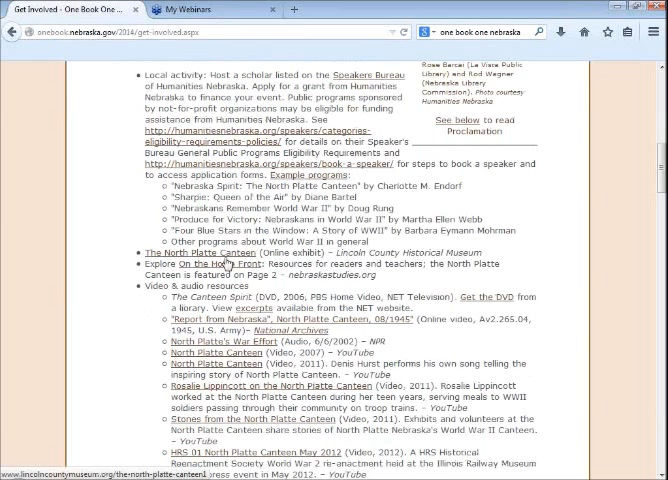 Get Involved — One Book One ...
My Webinars
onebook.nebraska.gov/2014/get-involved.aspx
one book one nebraska
Rose Barcai (La Vista Public
Library) and Rod Wagner
(Nebraska Library
Commission). Photo courtesy
Humanities Nebraska
See below to read
Proclamation
• Local activity: Host a scholar listed on the Speakers Bureau
of Humanities Nebraska. Apply for a grant from Humanities
Nebraska to finance your event. Public programs sponsored
by not-for-profit organizations may be eligible for funding
assistance from Humanities Nebraska. See
http://humanitiesnebraska.org/speakers/categories-
eligibility-requirements-policies/ for details on their Speaker's
Bureau General Public Programs Eligibility Requirements and
http://humanitiesnebraska.org/speakers/book-a-speaker/ for steps to book a speaker and
to access application forms. Example programs:
"Nebraska Spirit: The North Platte Canteen" by Charlotte M. Endorf
"Sharpie: Queen of the Air" by Diane Bartel
"Nebraskans Remember World War II" by Doug Rung
"Produce for Victory: Nebraskans in World War II" by Martha Ellen Webb
"Four Blue Stars in the Window: A Story of WWII" by Barbara Eymann Mohrman
Other programs about World War II in general
• The North Platte Canteen (Online exhibit) – Lincoln County Historical Museum
• Explore On the Home Front: Resources for readers and teachers; the North Platte
Canteen is featured on Page 2 - nebraskastudies.org
• Video & audio resources
The Canteen Spirit (DVD, 2006, PBS Home Video, NET Television). Get the DVD from
a library. View excerpts available from the NET website.
"Report from Nebraska", North Platte Canteen, 08/1945" (Online video, Av2.265.04,
1945, U.S. Army)– National Archives
North Platte's War Effort (Audio, 6/6/2002) – NPR
North Platte Canteen (Video, 2007) – YouTube
North Platte Canteen (Video, 2011). Denis Hurst performs his own song telling the
inspiring story of North Platte Canteen. – YouTube
Rosalie Lippincott on the North Platte Canteen (Video, 2011). Rosalie Lippincott
worked at the North Platte Canteen during her teen years, serving meals to WWII
soldiers passing through their community on troop trains. – YouTube
Stones from the North Platte Canteen (Video, 2011). Exhibits and volunteers at the
North Platte Canteen share stories of North Platte Nebraska's World War II Canteen.
– YouTube
HRS 01 North Platte Canteen May 2012 (Video, 2012). A HRS Historical
Reenactment Society World War 2 re-anactment held at the Illinois Railway Museum
press event in May 2012. – YouTube
www.lincolncountymuseum.org/the-north-platte-canteen1